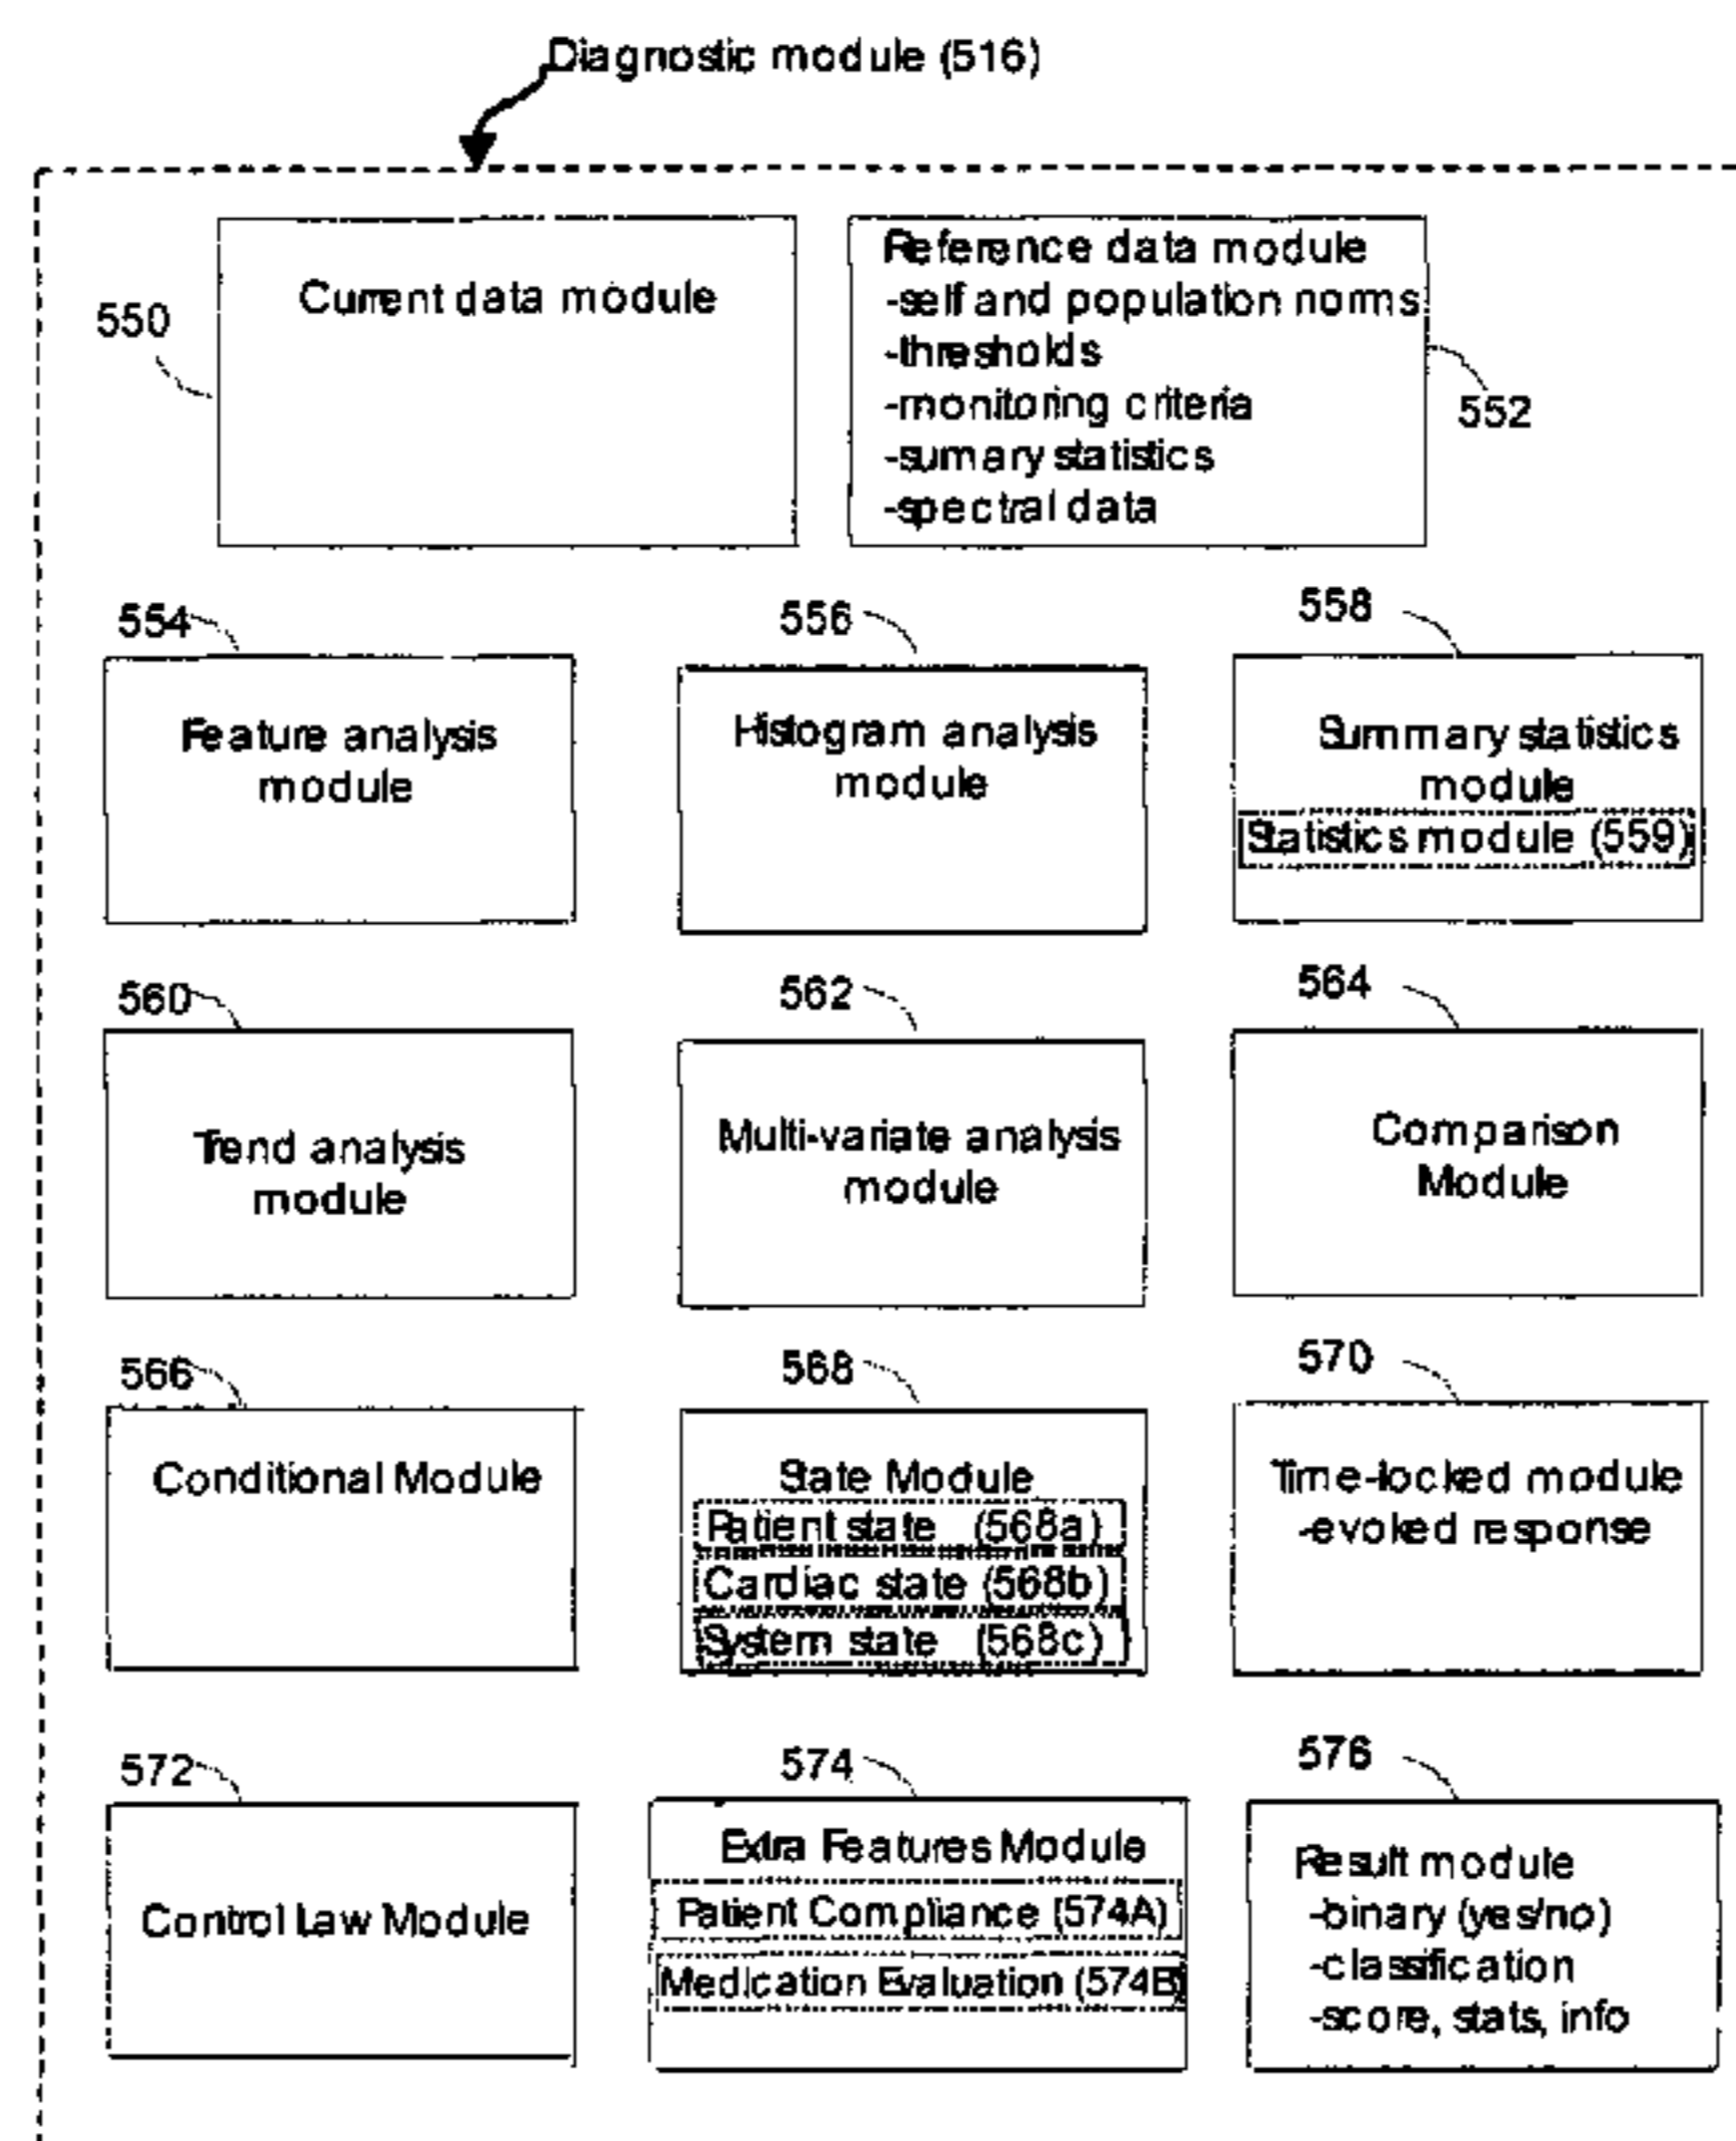 Diagnostic module (516)
Current data module
550
Reference data module
-self and population norms
-thresholds
-monitoring criteria
-sumary statistics
-spectral data
552
554
Feature analysis
module
556
Histogram analysis
module
558
Summary statistics
module
Statistics module (559)
560
Trend analysis
module
562
Multi-variate analysis
module
564
Comparison
Module
566
Conditional Module
568
State Module
Patient state (568a)
Cardiac state (568b)
System state (568c)
570
Time-locked module
-evoked response
572
Control Law Module
574
Extra Features Module
Patient Compliance (574A)
Medication Evaluation (574B)
576
Result module
-binary (yes/no)
-classification
-score, stats, info